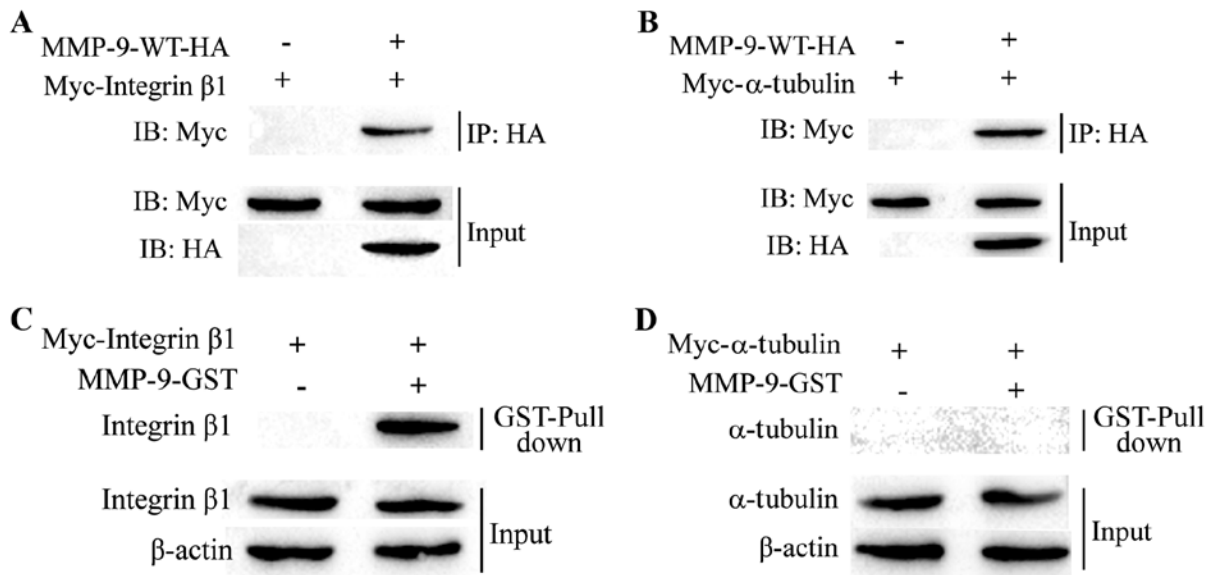 A
MMP-9-WT-HA - +
Myc-Integrin β1 + +
IB: Myc IP: HA
IB: Myc
IB: HA
Input
B
MMP-9-WT-HA - +
Myc-α-tubulin + +
IB: Myc IP: HA
IB: Myc
IB: HA
Input
C
Myc-Integrin β1 + +
MMP-9-GST - +
Integrin β1 GST-Pull
down
Integrin β1
β-actin
Input
D
Myc-α-tubulin + +
MMP-9-GST - +
α-tubulin GST-Pull
down
α-tubulin
β-actin
Input